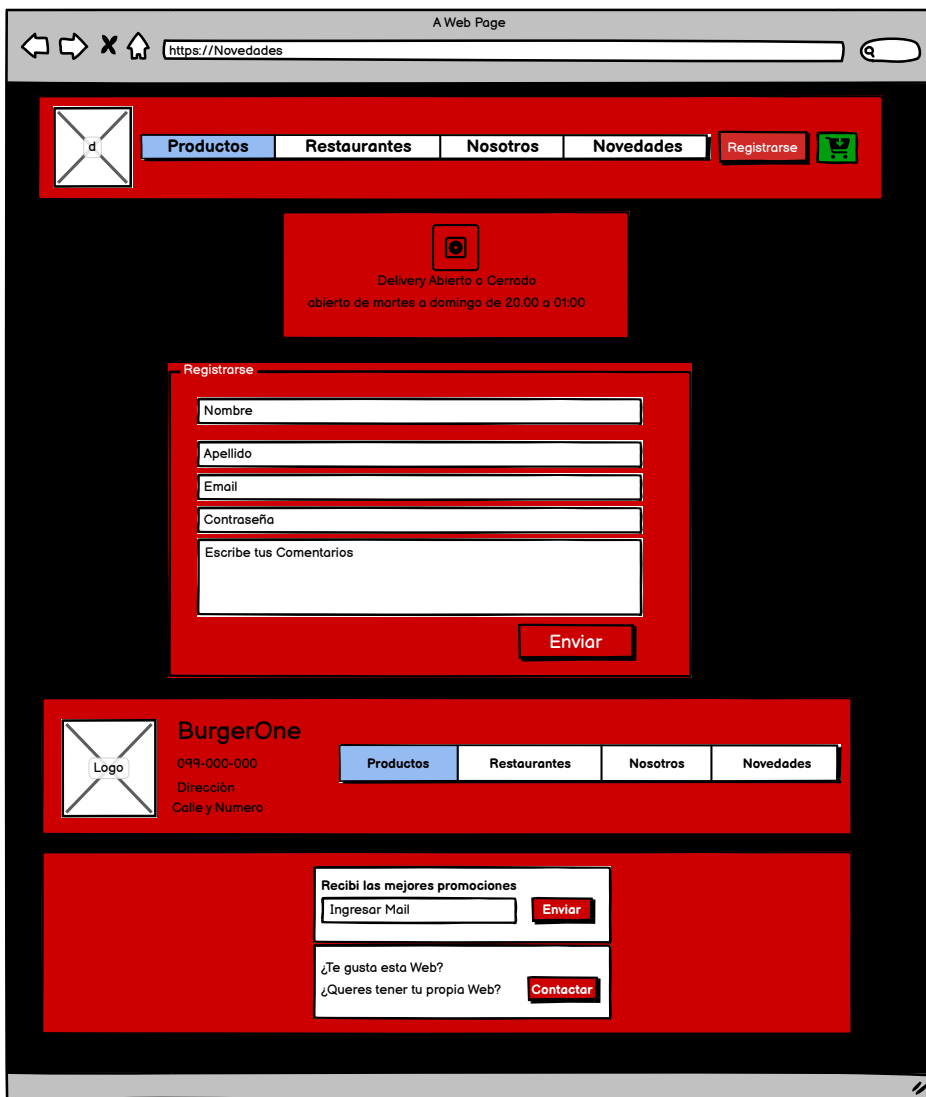 A Web Page
https://Novedades
d
Productos Restaurantes Nosotros Novedades Registrarse
Delivery Abierto o Cerrado
abierto de martes a domingo de 20.00 a 01:00
Registrarse
Nombre
Apellido
Email
Contraseña
Escribe tus Comentarios
Enviar
Logo
BurgerOne
099-000-000
Dirección
Calle y Numero
Productos Restaurantes Nosotros Novedades
Recibi las mejores promociones
Ingresar Mail Enviar
¿Te gusta esta Web?
¿Queres tener tu propia Web? Contactar